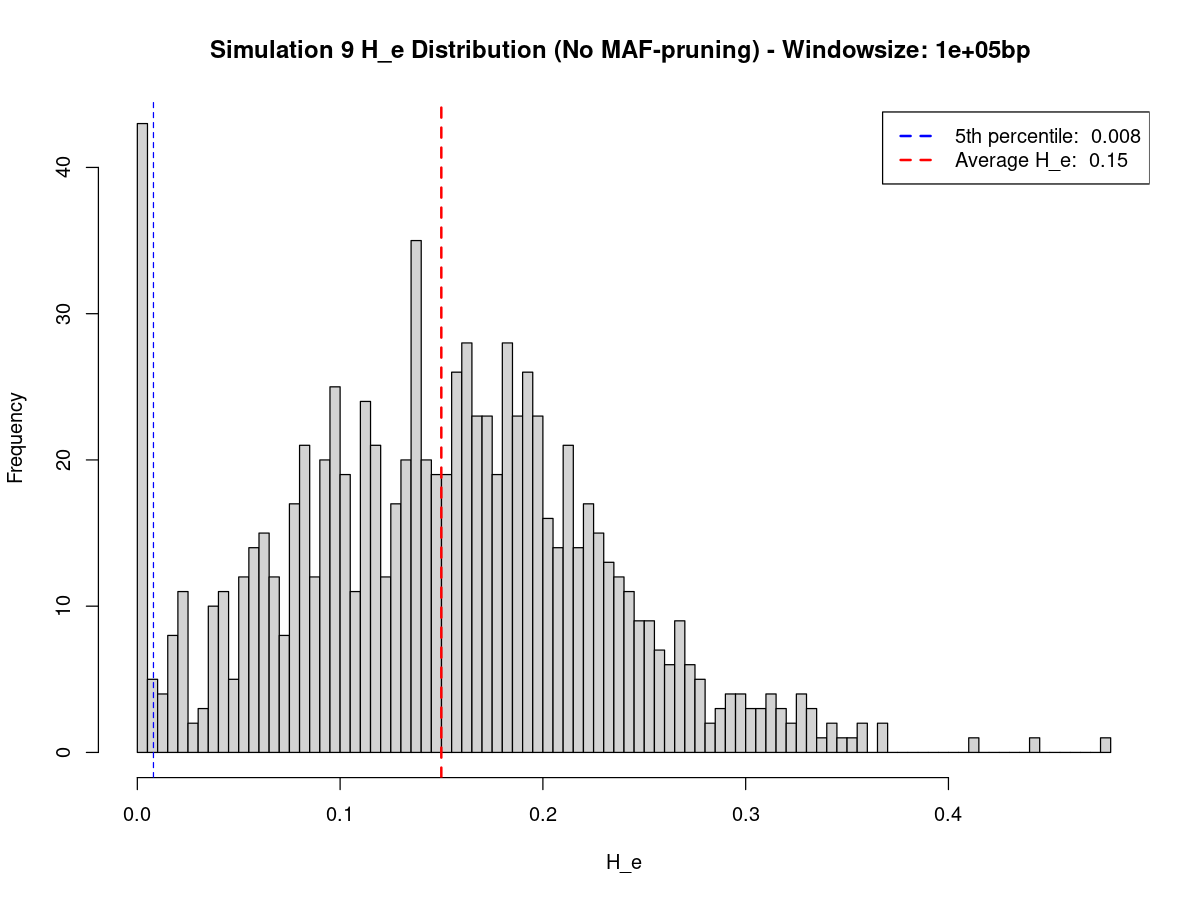 Simulation 9 H_e Distribution (No MAF-pruning) - Windowsize: 1e+05bp
5th percentile:  0.008
Average H_e:  0.15
Frequency
40
30
20
10
0
0.0
0.1
0.2
0.3
0.4
H_e